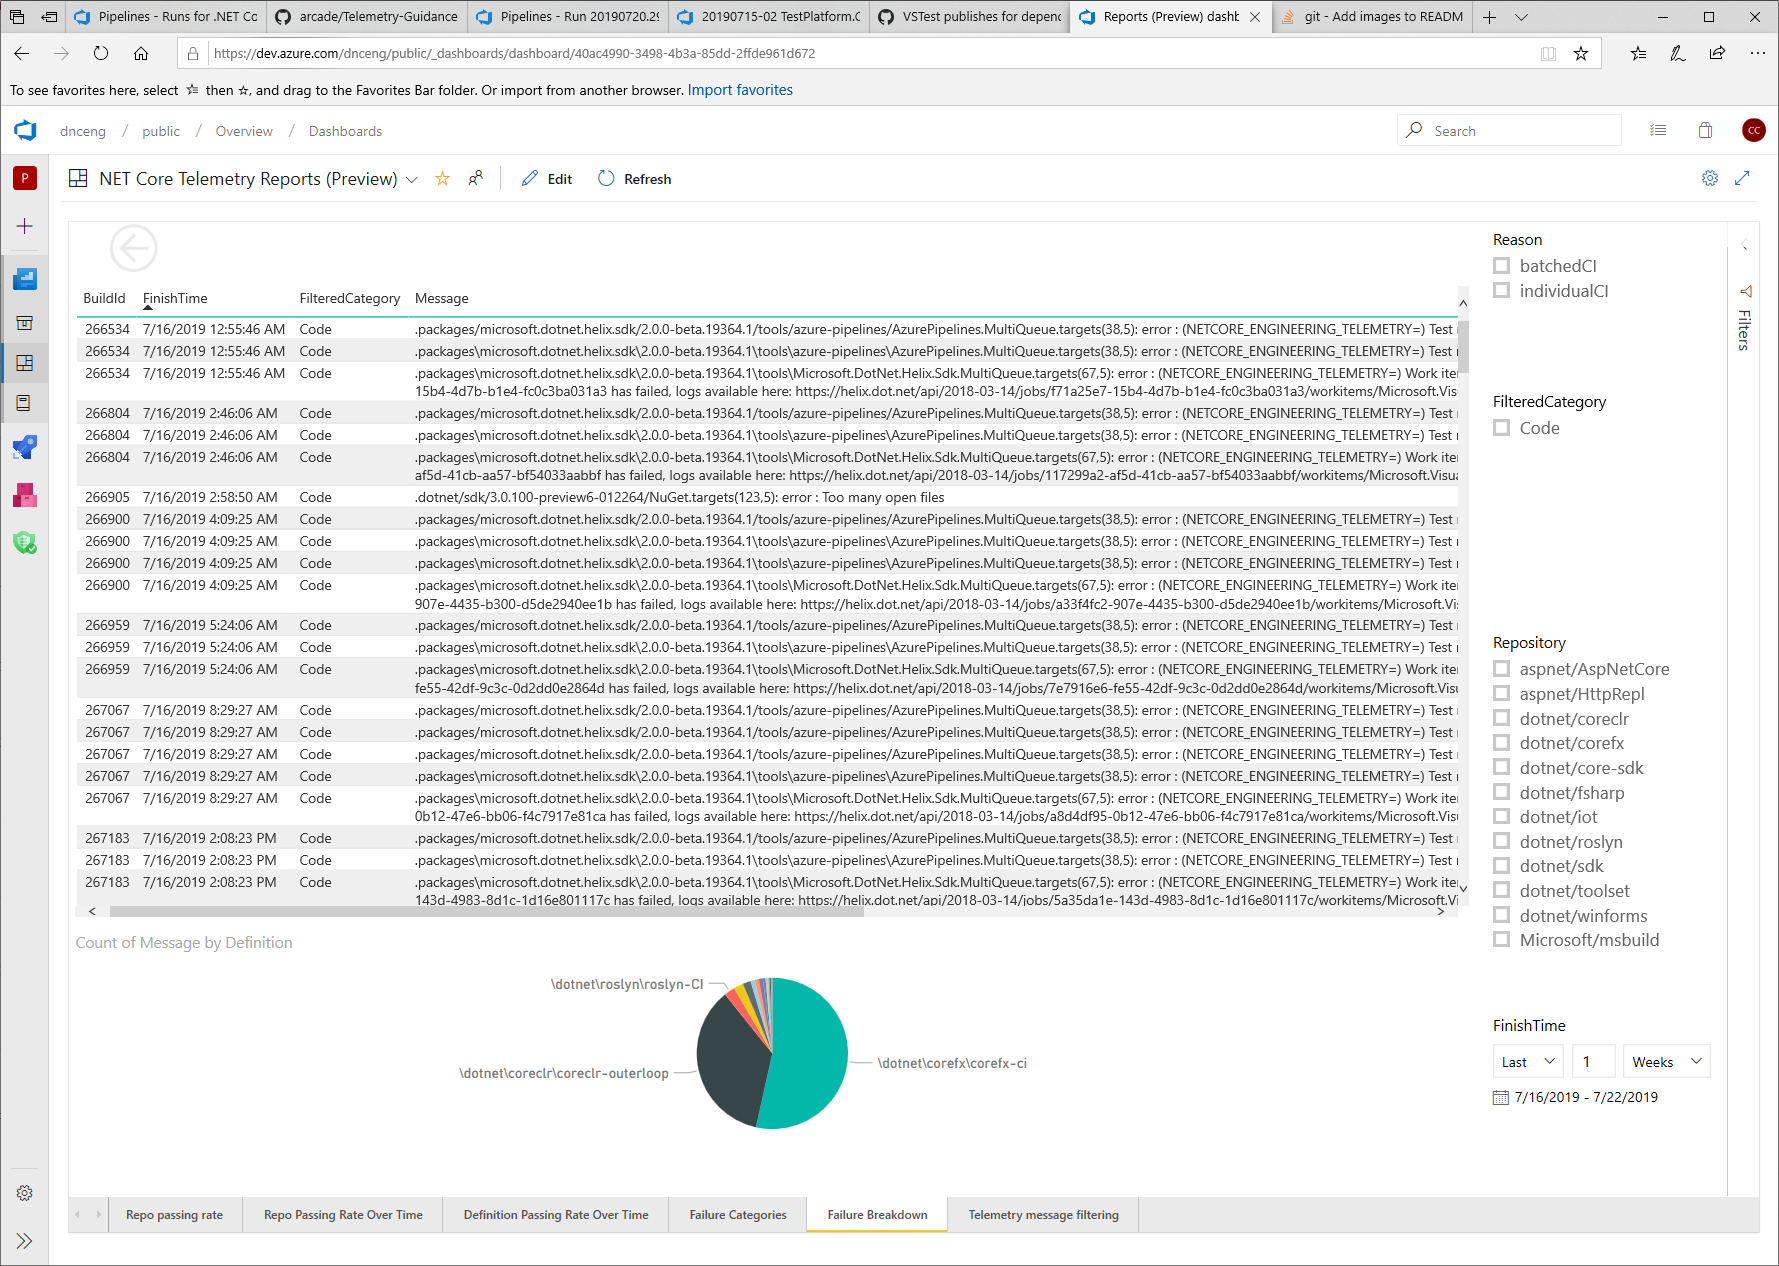 Pipelines - Runs for .NET Co
arcade/Telemetry-Guidance
Pipelines - Run 20190720.29
20190715-02 TestPlatform.C
VSTest publishes for depend
Reports (Preview) dashb
git - Add images to READM
https://dev.azure.com/dnceng/public/_dashboards/dashboard/40ac4990-3498-4b3a-85dd-2ffde961d672
To see favorites here, select then , and drag to the Favorites Bar folder. Or import from another browser. Import favorites
dnceng / public / Overview / Dashboards
Search
CC
P
NET Core Telemetry Reports (Preview)
Edit
Refresh
BuildId FinishTime FilteredCategory Message
266534 7/16/2019 12:55:46 AM Code .packages/microsoft.dotnet.helix.sdk/2.0.0-beta.19364.1/tools/azure-pipelines/AzurePipelines.MultiQueue.targets(38,5): error : (NETCORE_ENGINEERING_TELEMETRY=) Test
266534 7/16/2019 12:55:46 AM Code .packages\microsoft.dotnet.helix.sdk\2.0.0-beta.19364.1\tools\azure-pipelines\AzurePipelines.MultiQueue.targets(38,5): error : (NETCORE_ENGINEERING_TELEMETRY=) Test
266534 7/16/2019 12:55:46 AM Code .packages\microsoft.dotnet.helix.sdk\2.0.0-beta.19364.1\tools\Microsoft.DotNet.Helix.Sdk.MultiQueue.targets(67,5): error : (NETCORE_ENGINEERING_TELEMETRY=) Work ite
15b4-4d7b-b1e4-fc0c3ba031a3 has failed, logs available here: https://helix.dot.net/api/2018-03-14/jobs/f71a25e7-15b4-4d7b-b1e4-fc0c3ba031a3/workitems/Microsoft.Visu
266804 7/16/2019 2:46:06 AM Code .packages/microsoft.dotnet.helix.sdk/2.0.0-beta.19364.1/tools/azure-pipelines/AzurePipelines.MultiQueue.targets(38,5): error : (NETCORE_ENGINEERING_TELEMETRY=) Test
266804 7/16/2019 2:46:06 AM Code .packages\microsoft.dotnet.helix.sdk\2.0.0-beta.19364.1\tools\azure-pipelines\AzurePipelines.MultiQueue.targets(38,5): error : (NETCORE_ENGINEERING_TELEMETRY=) Test
266804 7/16/2019 2:46:06 AM Code .packages\microsoft.dotnet.helix.sdk\2.0.0-beta.19364.1\tools\Microsoft.DotNet.Helix.Sdk.MultiQueue.targets(67,5): error : (NETCORE_ENGINEERING_TELEMETRY=) Work ite
af5d-41cb-aa57-bf54033aabbf has failed, logs available here: https://helix.dot.net/api/2018-03-14/jobs/117299a2-af5d-41cb-aa57-bf54033aabbf/workitems/Microsoft.Visua
266905 7/16/2019 2:58:50 AM Code .dotnet/sdk/3.0.100-preview6-012264/NuGet.targets(123,5): error : Too many open files
266900 7/16/2019 4:09:25 AM Code .packages/microsoft.dotnet.helix.sdk/2.0.0-beta.19364.1/tools/azure-pipelines/AzurePipelines.MultiQueue.targets(38,5): error : (NETCORE_ENGINEERING_TELEMETRY=) Test
266900 7/16/2019 4:09:25 AM Code .packages\microsoft.dotnet.helix.sdk\2.0.0-beta.19364.1\tools\azure-pipelines\AzurePipelines.MultiQueue.targets(38,5): error : (NETCORE_ENGINEERING_TELEMETRY=) Test
266900 7/16/2019 4:09:25 AM Code .packages\microsoft.dotnet.helix.sdk\2.0.0-beta.19364.1\tools\azure-pipelines\AzurePipelines.MultiQueue.targets(38,5): error : (NETCORE_ENGINEERING_TELEMETRY=) Test
266900 7/16/2019 4:09:25 AM Code .packages\microsoft.dotnet.helix.sdk\2.0.0-beta.19364.1\tools\Microsoft.DotNet.Helix.Sdk.MultiQueue.targets(67,5): error : (NETCORE_ENGINEERING_TELEMETRY=) Work ite
907e-4435-b300-d5de2940ee1b has failed, logs available here: https://helix.dot.net/api/2018-03-14/jobs/a33f4fc2-907e-4435-b300-d5de2940ee1b/workitems/Microsoft.Vis
266959 7/16/2019 5:24:06 AM Code .packages/microsoft.dotnet.helix.sdk/2.0.0-beta.19364.1/tools/azure-pipelines/AzurePipelines.MultiQueue.targets(38,5): error : (NETCORE_ENGINEERING_TELEMETRY=) Test
266959 7/16/2019 5:24:06 AM Code .packages\microsoft.dotnet.helix.sdk\2.0.0-beta.19364.1\tools\azure-pipelines\AzurePipelines.MultiQueue.targets(38,5): error : (NETCORE_ENGINEERING_TELEMETRY=) Test
266959 7/16/2019 5:24:06 AM Code .packages\microsoft.dotnet.helix.sdk\2.0.0-beta.19364.1\tools\Microsoft.DotNet.Helix.Sdk.MultiQueue.targets(67,5): error : (NETCORE_ENGINEERING_TELEMETRY=) Work ite
fe55-42df-9c3c-0d2dd0e2864d has failed, logs available here: https://helix.dot.net/api/2018-03-14/jobs/7e7916e6-fe55-42df-9c3c-0d2dd0e2864d/workitems/Microsoft.Visu
267067 7/16/2019 8:29:27 AM Code .packages/microsoft.dotnet.helix.sdk/2.0.0-beta.19364.1/tools/azure-pipelines/AzurePipelines.MultiQueue.targets(38,5): error : (NETCORE_ENGINEERING_TELEMETRY=) Test
267067 7/16/2019 8:29:27 AM Code .packages/microsoft.dotnet.helix.sdk/2.0.0-beta.19364.1/tools/azure-pipelines/AzurePipelines.MultiQueue.targets(38,5): error : (NETCORE_ENGINEERING_TELEMETRY=) Test
267067 7/16/2019 8:29:27 AM Code .packages\microsoft.dotnet.helix.sdk\2.0.0-beta.19364.1\tools\azure-pipelines\AzurePipelines.MultiQueue.targets(38,5): error : (NETCORE_ENGINEERING_TELEMETRY=) Test
267067 7/16/2019 8:29:27 AM Code .packages\microsoft.dotnet.helix.sdk\2.0.0-beta.19364.1\tools\azure-pipelines\AzurePipelines.MultiQueue.targets(38,5): error : (NETCORE_ENGINEERING_TELEMETRY=) Test
267067 7/16/2019 8:29:27 AM Code .packages\microsoft.dotnet.helix.sdk\2.0.0-beta.19364.1\tools\Microsoft.DotNet.Helix.Sdk.MultiQueue.targets(67,5): error : (NETCORE_ENGINEERING_TELEMETRY=) Work ite
0b12-47e6-bb06-f4c7917e81ca has failed, logs available here: https://helix.dot.net/api/2018-03-14/jobs/a8d4df95-0b12-47e6-bb06-f4c7917e81ca/workitems/Microsoft.Visu
267183 7/16/2019 2:08:23 PM Code .packages/microsoft.dotnet.helix.sdk/2.0.0-beta.19364.1/tools/azure-pipelines/AzurePipelines.MultiQueue.targets(38,5): error : (NETCORE_ENGINEERING_TELEMETRY=) Test
267183 7/16/2019 2:08:23 PM Code .packages\microsoft.dotnet.helix.sdk\2.0.0-beta.19364.1\tools\azure-pipelines\AzurePipelines.MultiQueue.targets(38,5): error : (NETCORE_ENGINEERING_TELEMETRY=) Test
267183 7/16/2019 2:08:23 PM Code .packages\microsoft.dotnet.helix.sdk\2.0.0-beta.19364.1\tools\Microsoft.DotNet.Helix.Sdk.MultiQueue.targets(67,5): error : (NETCORE_ENGINEERING_TELEMETRY=) Work ite
143d-4983-8d1c-1d16e801117c has failed, logs available here: https://helix.dot.net/api/2018-03-14/jobs/5a35da1e-143d-4983-8d1c-1d16e801117c/workitems/Microsoft.Vi
Count of Message by Definition
\dotnet\roslyn\roslyn-CI
\dotnet\corefx\corefx-ci
\dotnet\coreclr\coreclr-outerloop
Reason
batchedCI
individualCI
Filters
FilteredCategory
Code
Repository
aspnet/AspNetCore
aspnet/HttpRepl
dotnet/coreclr
dotnet/corefx
dotnet/core-sdk
dotnet/fsharp
dotnet/iot
dotnet/roslyn
dotnet/sdk
dotnet/toolset
dotnet/winforms
Microsoft/msbuild
FinishTime
Last 1 Weeks
7/16/2019 - 7/22/2019
Repo passing rate
Repo Passing Rate Over Time
Definition Passing Rate Over Time
Failure Categories
Failure Breakdown
Telemetry message filtering